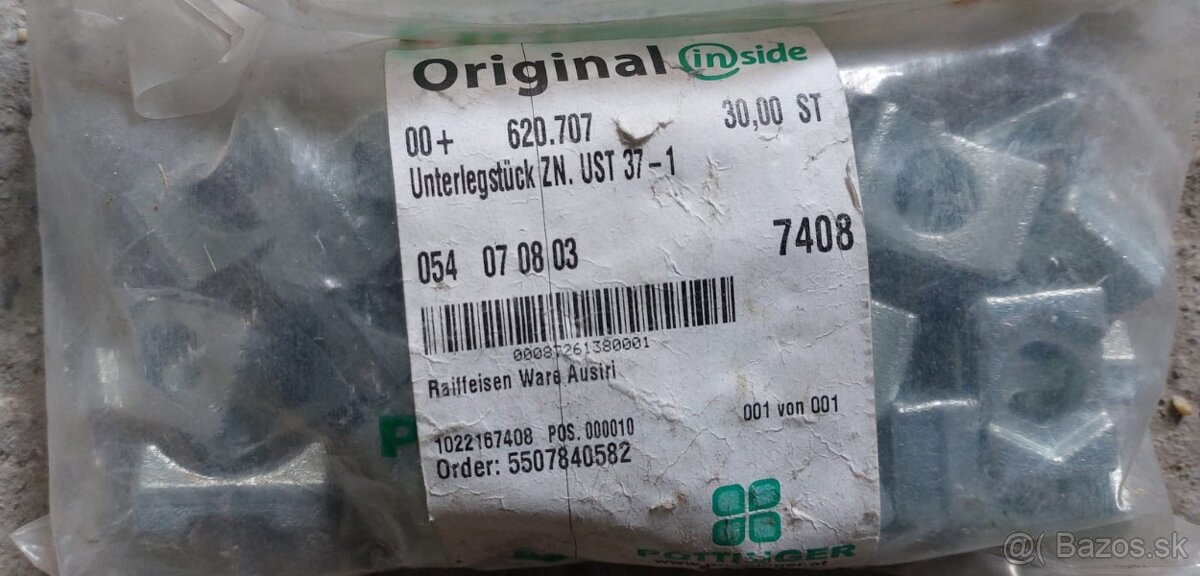 Original inside
00+ 620.707 30,00 ST
Unterlegstück ZN. UST 37-1
054 07 08 03 7408
00087261380001
Raiffeisen Ware Austri
001 von 001
1022167408 POS. 000010
Order: 5507840582
P
PÖTTINGER
@( Bazos.sk